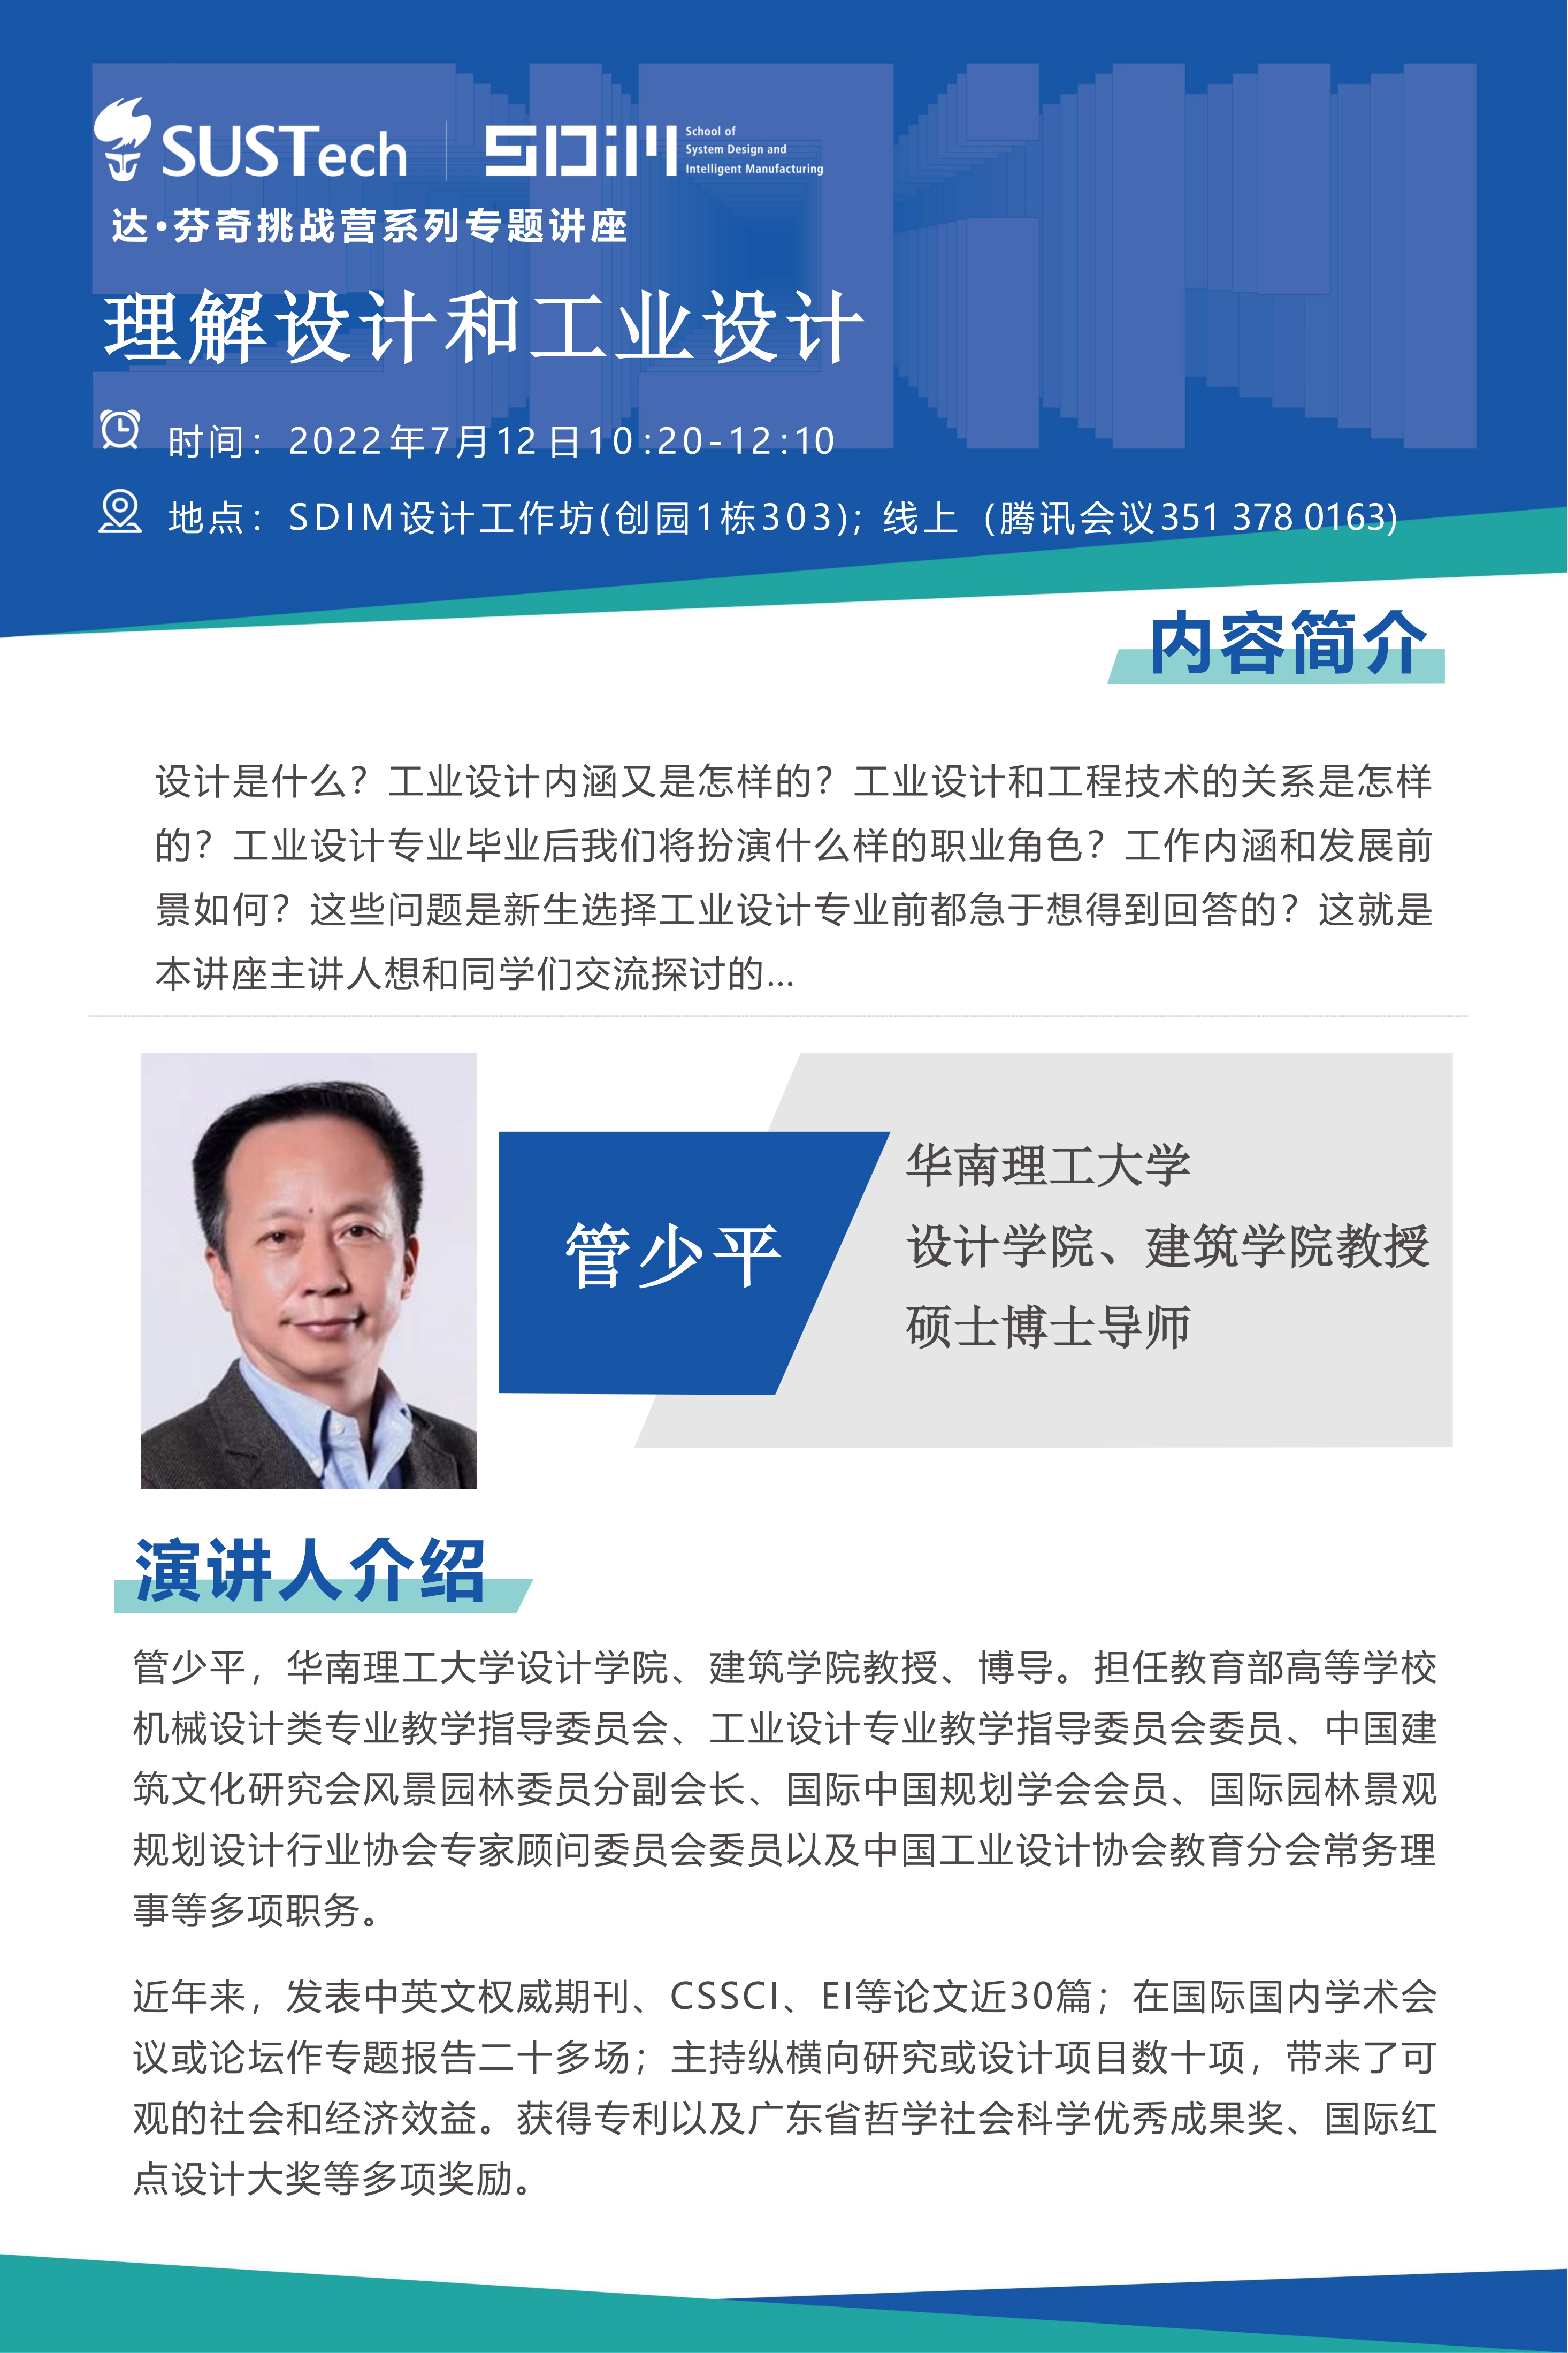 SUSTech
SDIM
School of
System Design and
Intelligent Manufacturing
达·芬奇挑战营系列专题讲座
理解设计和工业设计
时间：2022年7月12日10:20-12:10
地点：SDIM设计工作坊(创园1栋303)；线上（腾讯会议351 378 0163)
内容简介
设计是什么？工业设计内涵又是怎样的？工业设计和工程技术的关系是怎样
的？工业设计专业毕业后我们将扮演什么样的职业角色？工作内涵和发展前
景如何？这些问题是新生选择工业设计专业前都急于想得到回答的？这就是
本讲座主讲人想和同学们交流探讨的...
管少平
华南理工大学
设计学院、建筑学院教授
硕士博士导师
演讲人介绍
管少平，华南理工大学设计学院、建筑学院教授、博导。担任教育部高等学校
机械设计类专业教学指导委员会、工业设计专业教学指导委员会委员、中国建
筑文化研究会风景园林委员分副会长、国际中国规划学会会员、国际园林景观
规划设计行业协会专家顾问委员会委员以及中国工业设计协会教育分会常务理
事等多项职务。
近年来，发表中英文权威期刊、CSSCI、EI等论文近30篇；在国际国内学术会
议或论坛作专题报告二十多场；主持纵横向研究或设计项目数十项，带来了可
观的社会和经济效益。获得专利以及广东省哲学社会科学优秀成果奖、国际红
点设计大奖等多项奖励。